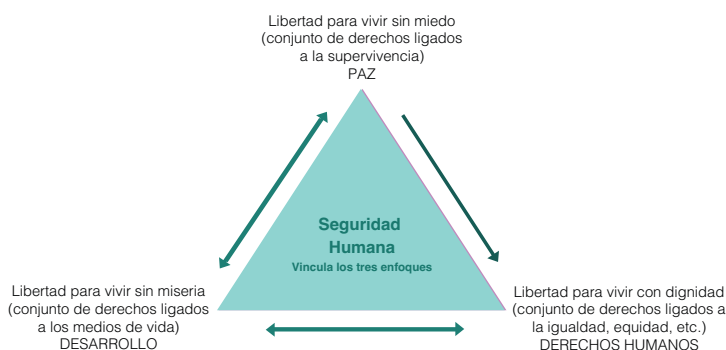 Libertad para vivir sin miedo
(conjunto de derechos ligados
a la supervivencia)
PAZ
Seguridad
Humana
Vincula los tres enfoques
Libertad para vivir sin miseria
(conjunto de derechos ligados
a los medios de vida)
DESARROLLO
Libertad para vivir con dignidad
(conjunto de derechos ligados a
la igualdad, equidad, etc.)
DERECHOS HUMANOS